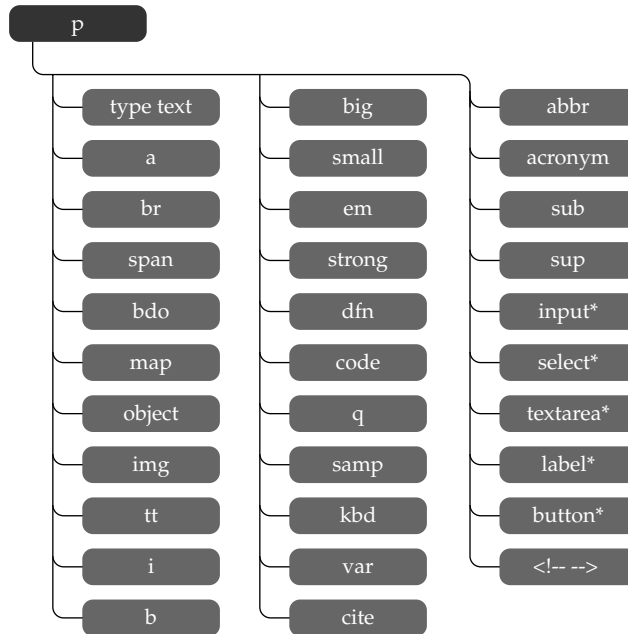 p
type text
a
br
span
bdo
map
object
img
tt
i
b
big
small
em
strong
dfn
code
q
samp
kbd
var
cite
abbr
acronym
sub
sup
input*
select*
textarea*
label*
button*
<!-- -->